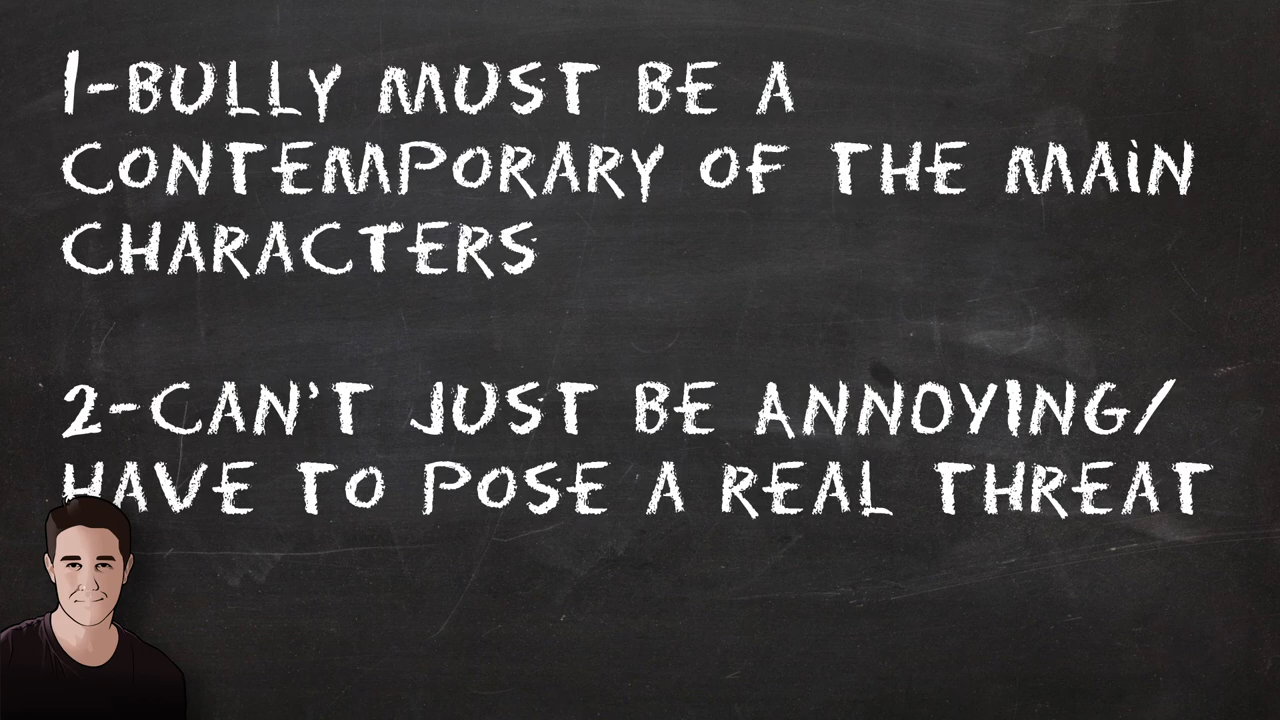 1-BULLY MUST BE A
CONTEMPORARY OF THE MAiN
CHARACTERS
2-CAN'T JUST BE ANNOYING/
HAVE TO POSE A REAL THREAT